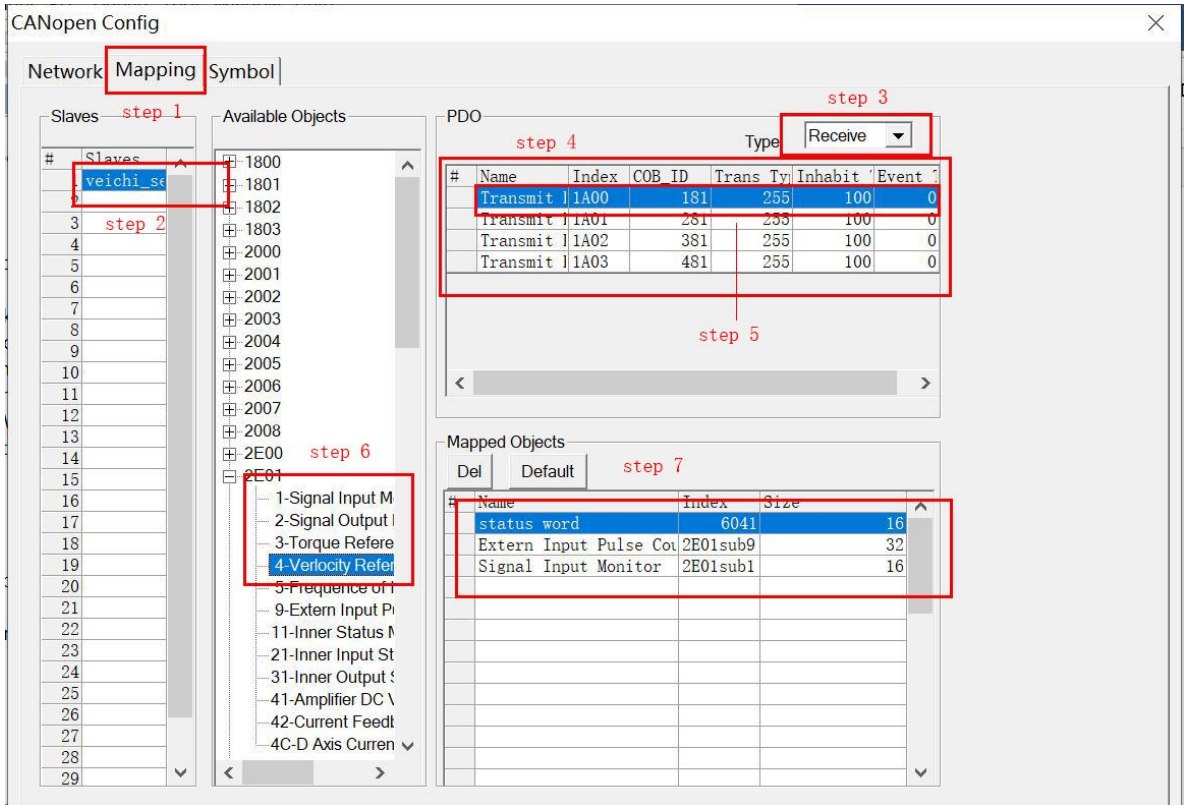 CANopen Config
Network Mapping Symbol
Slaves step 1
# Slaves
1 veichi_se
2
3 step 2
4
5
6
7
8
9
10
11
12
13
14
15
16
17
18
19
20
21
22
23
24
25
26
27
28
29
Available Objects
1800
1801
1802
1803
2000
2001
2002
2003
2004
2005
2006
2007
2008
2E00 step 6
2E01
1-Signal Input M
2-Signal Output
3-Torque Refere
4-Verlocity Refer
5-Frequence of
9-Extern Input P
11-Inner Status
21-Inner Input St
31-Inner Output
41-Amplifier DC
42-Current Feed
4C-D Axis Curren
PDO
step 3
step 4
Type Receive
# Name Index COB_ID Trans Ty Inhabit Event
Transmit 1A00 181 255 100 0
Transmit 1A01 281 255 100 0
Transmit 1A02 381 255 100 0
Transmit 1A03 481 255 100 0
step 5
Mapped Objects
Del Default step 7
# Name Index Size
status word 6041 16
Extern Input Pulse Cou 2E01sub9 32
Signal Input Monitor 2E01sub1 16